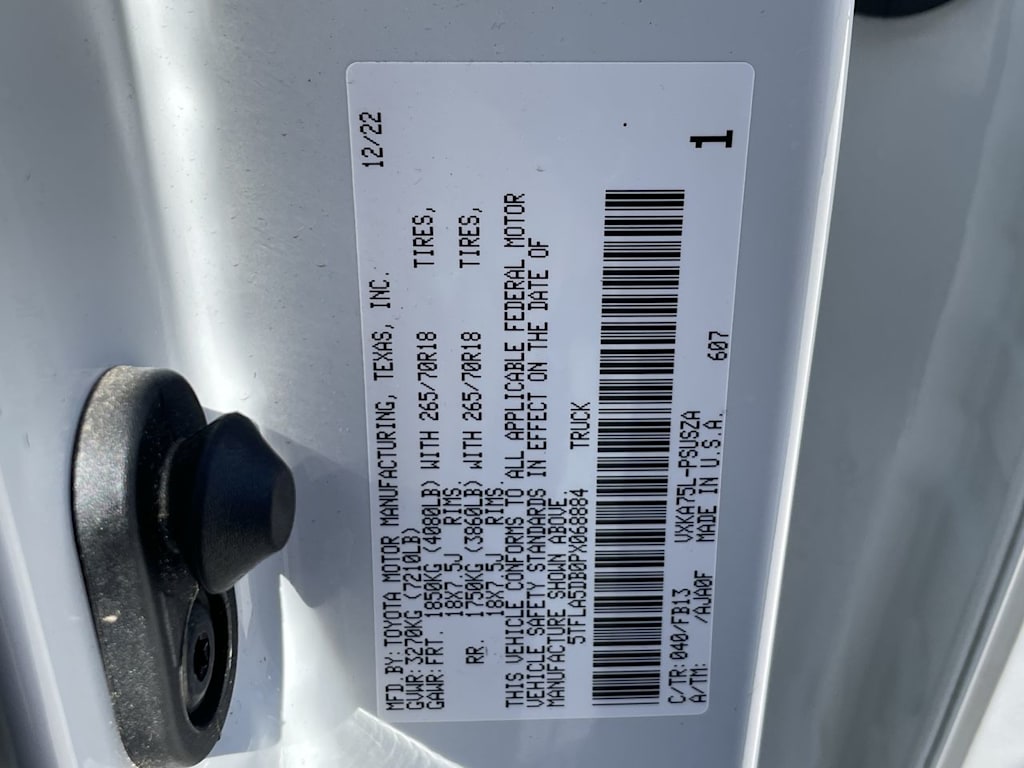 MFD.BY:TOYOTA MOTOR MANUFACTURING, TEXAS, INC. 12/22
GVWR:3270KG (7210LB)
GAWR:FRT. 1850KG (4080LB) WITH 265/70R18 TIRES,
18X7.5J RIMS.
RR. 1750KG (3860LB) WITH 265/70R18 TIRES,
18X7.5J RIMS.
THIS VEHICLE CONFORMS TO ALL APPLICABLE FEDERAL MOTOR
VEHICLE SAFETY STANDARDS IN EFFECT ON THE DATE OF
MANUFACTURE SHOWN ABOVE.
5TFLA5DB0PX068884 TRUCK
C/TR:040/FB13 VXKA75L-PSUSZA
A/TM: /AJA0F MADE IN U.S.A. 607
1